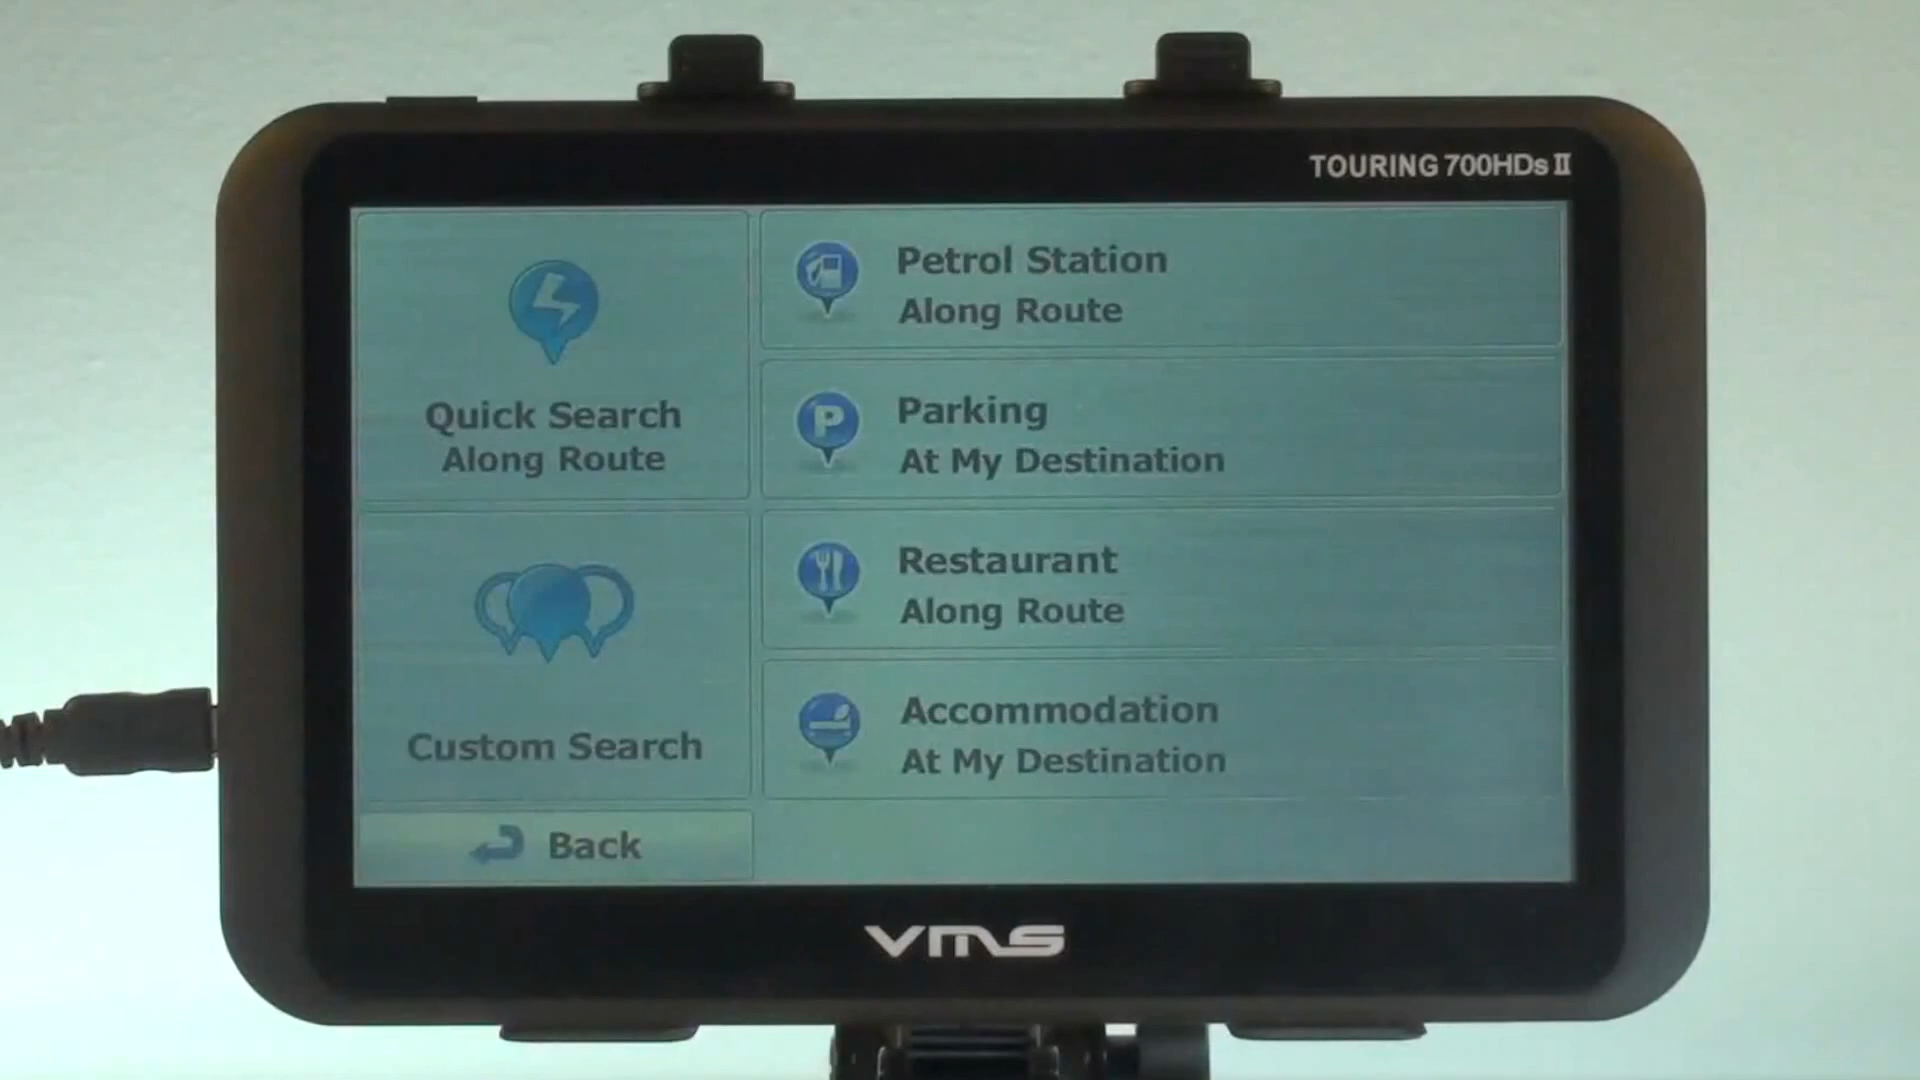 TOURING 700HDs II
Quick Search
Along Route
Custom Search
Back
Petrol Station
Along Route
P
Parking
At My Destination
Restaurant
Along Route
Accommodation
At My Destination
VMS